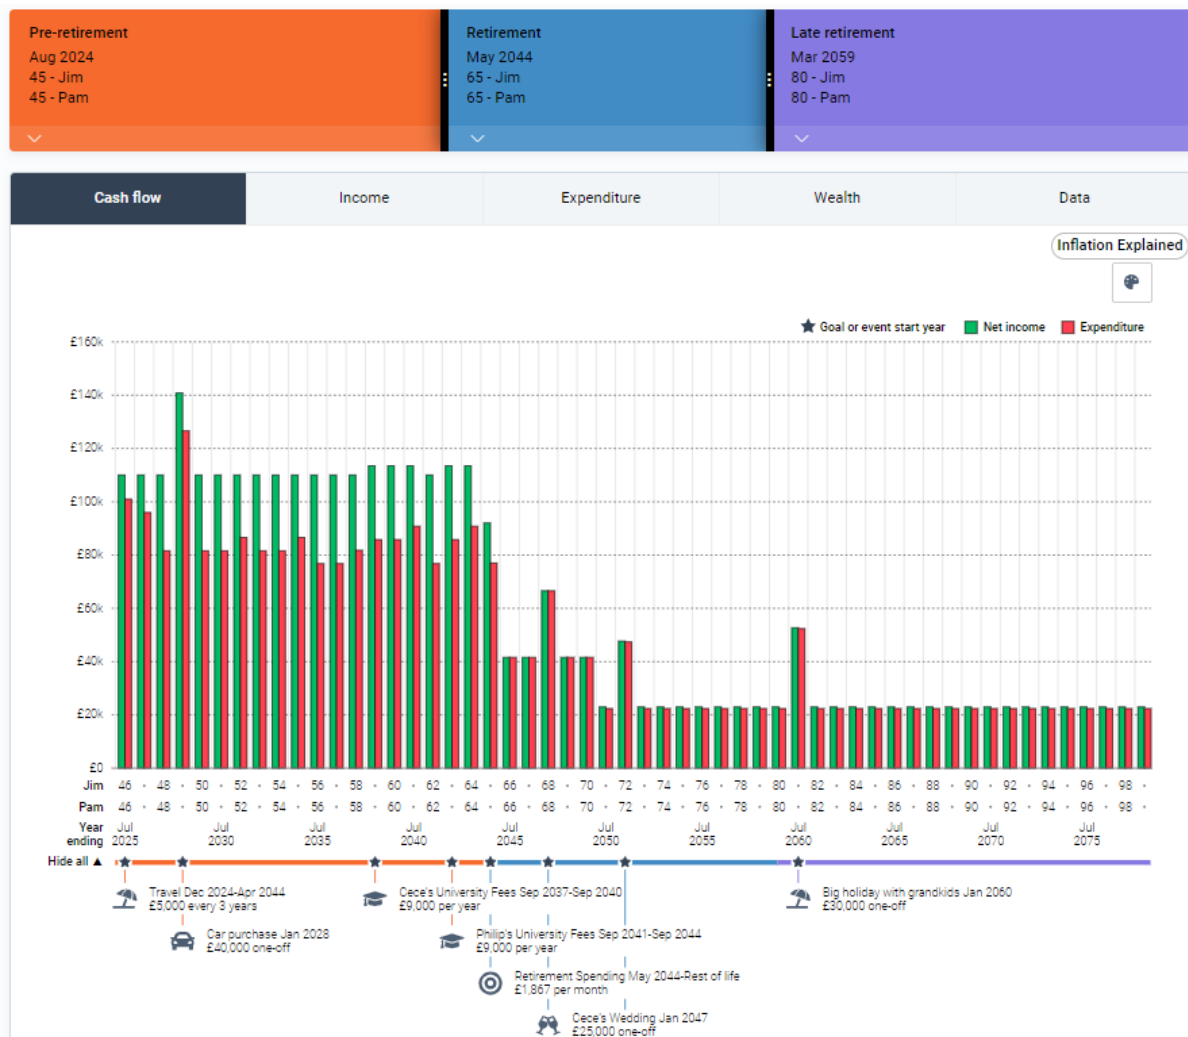 Pre-retirement
Aug 2024
45 - Jim
45 - Pam
Retirement
May 2044
65 - Jim
65 - Pam
Late retirement
Mar 2059
80 - Jim
80 - Pam
Cash flow
Income
Expenditure
Wealth
Data
Inflation Explained
Goal or event start year
Net income
Expenditure
£160k
£140k
£120k
£100k
£80k
£60k
£40k
£20k
£0
Jim 46 · 48 · 50 · 52 · 54 · 56 · 58 · 60 · 62 · 64 · 66 · 68 · 70 · 72 · 74 · 76 · 78 · 80 · 82 · 84 · 86 · 88 · 90 · 92 · 94 · 96 · 98 ·
Pam 46 · 48 · 50 · 52 · 54 · 56 · 58 · 60 · 62 · 64 · 66 · 68 · 70 · 72 · 74 · 76 · 78 · 80 · 82 · 84 · 86 · 88 · 90 · 92 · 94 · 96 · 98 ·
Year Jul Jul Jul Jul Jul Jul Jul Jul Jul Jul Jul
ending 2025 2030 2035 2040 2045 2050 2055 2060 2065 2070 2075
Hide all ▲
Travel Dec 2024-Apr 2044
£5,000 every 3 years
Cece's University Fees Sep 2037-Sep 2040
£9,000 per year
Big holiday with grandkids Jan 2060
£30,000 one-off
Car purchase Jan 2028
£40,000 one-off
Philip's University Fees Sep 2041-Sep 2044
£9,000 per year
Retirement Spending May 2044-Rest of life
£1,867 per month
Cece's Wedding Jan 2047
£25,000 one-off